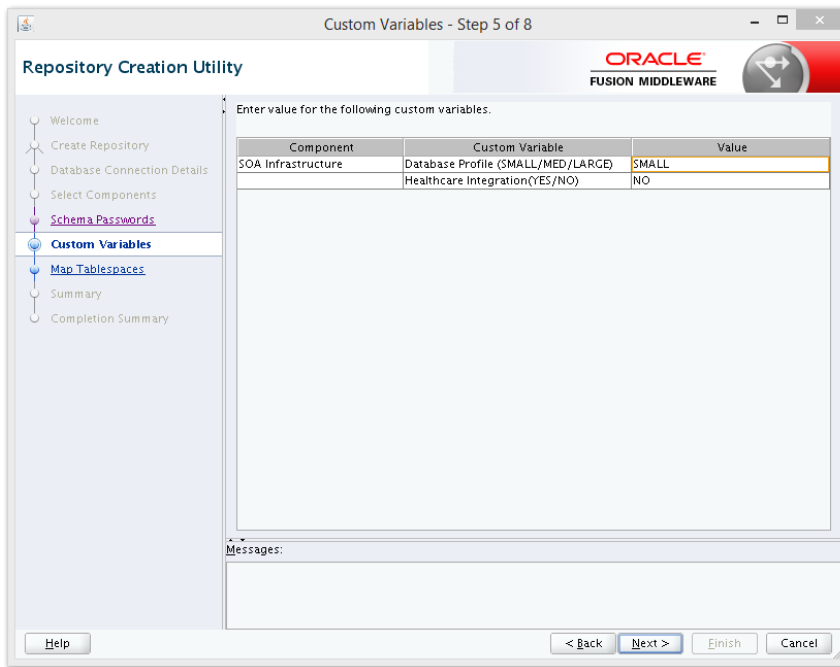 Custom Variables - Step 5 of 8
Repository Creation Utility
ORACLE
FUSION MIDDLEWARE
Welcome
Create Repository
Database Connection Details
Select Components
Schema Passwords
Custom Variables
Map Tablespaces
Summary
Completion Summary
Enter value for the following custom variables.
Component Custom Variable Value
SOA Infrastructure Database Profile (SMALL/MED/LARGE) SMALL
Healthcare Integration(YES/NO) NO
Messages:
Help < Back Next > Finish Cancel